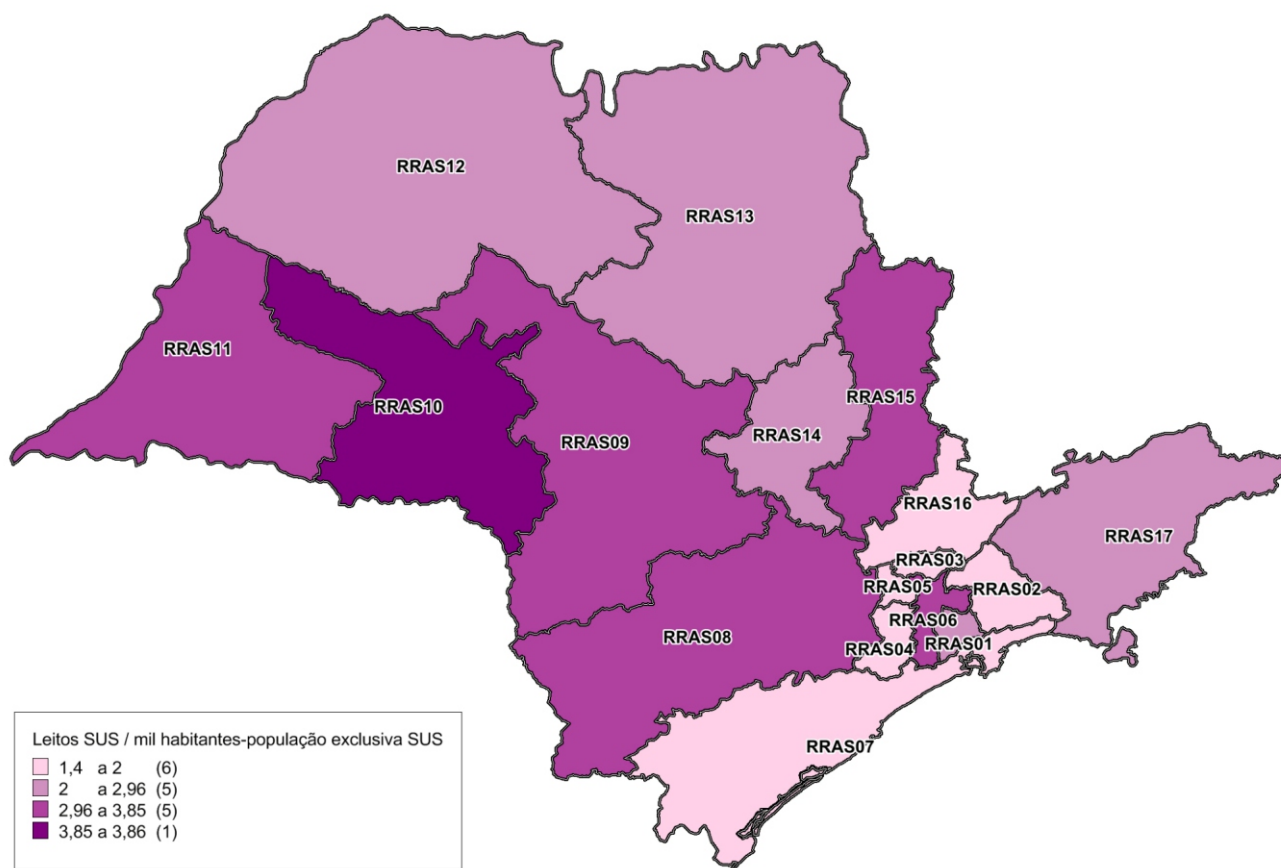 RRAS12
RRAS13
RRAS11
RRAS10
RRAS15
RRAS14
RRAS09
RRAS16
RRAS17
RRAS03
RRAS05
RRAS02
RRAS06
RRAS08
RRAS04
RRAS01
RRAS07
Leitos SUS / mil habitantes-população exclusiva SUS
1,4 a 2 (6)
2 a 2,96 (5)
2,96 a 3,85 (5)
3,85 a 3,86 (1)